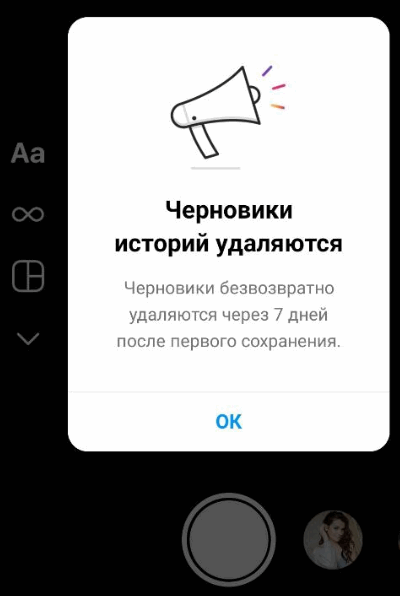 Черновики
историй удаляются
Черновики безвозвратно
удаляются через 7 дней
после первого сохранения.
ОК
Aa